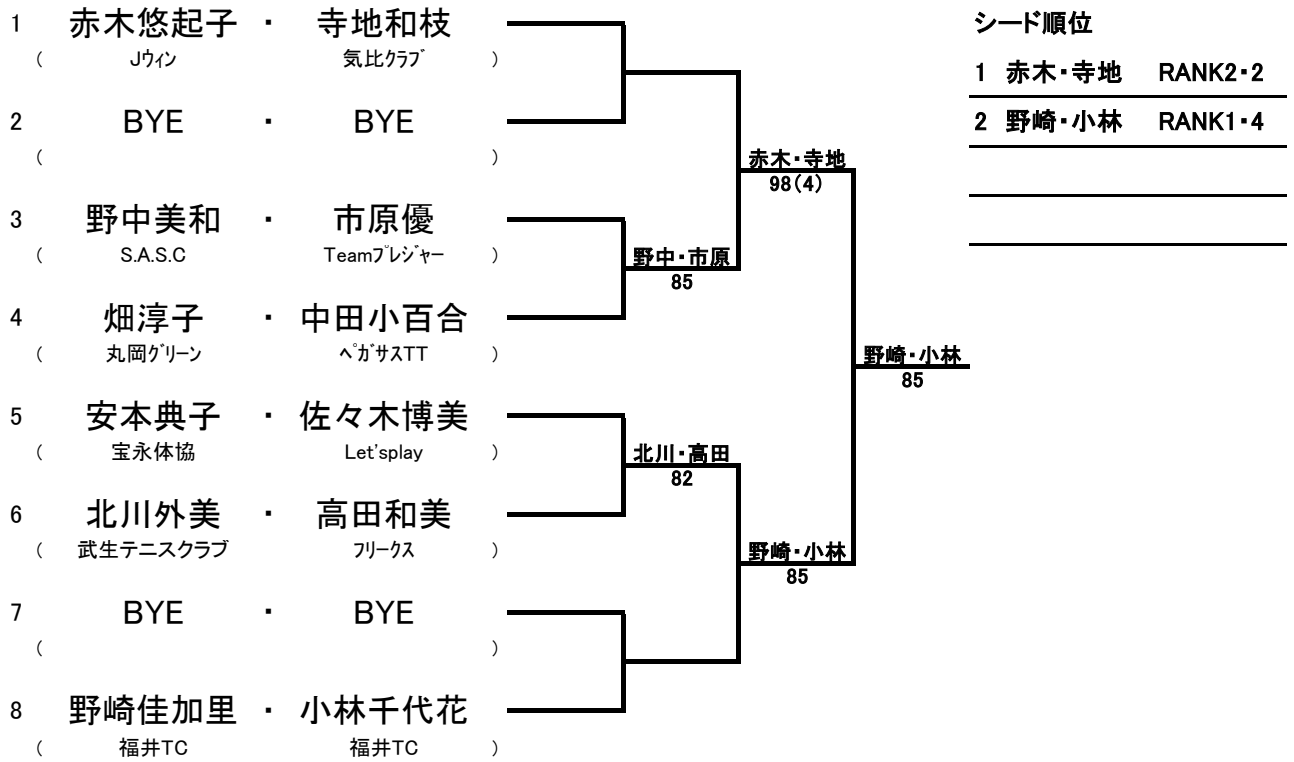 1 赤木悠起子 ・ 寺地和枝
( Jウィン 気比クラブ )
2 BYE ・ BYE
( )
3 野中美和 ・ 市原優
( S.A.S.C Teamプレジャー )
4 畑淳子 ・ 中田小百合
( 丸岡グリーン ペガサスTT )
5 安本典子 ・ 佐々木博美
( 宝永体協 Let'splay )
6 北川外美 ・ 高田和美
( 武生テニスクラブ フリークス )
7 BYE ・ BYE
( )
8 野崎佳加里 ・ 小林千代花
( 福井TC 福井TC )
野中・市原
85
北川・高田
82
赤木・寺地
98(4)
野崎・小林
85
野崎・小林
85
シード順位
1 赤木・寺地 RANK2・2
2 野崎・小林 RANK1・4